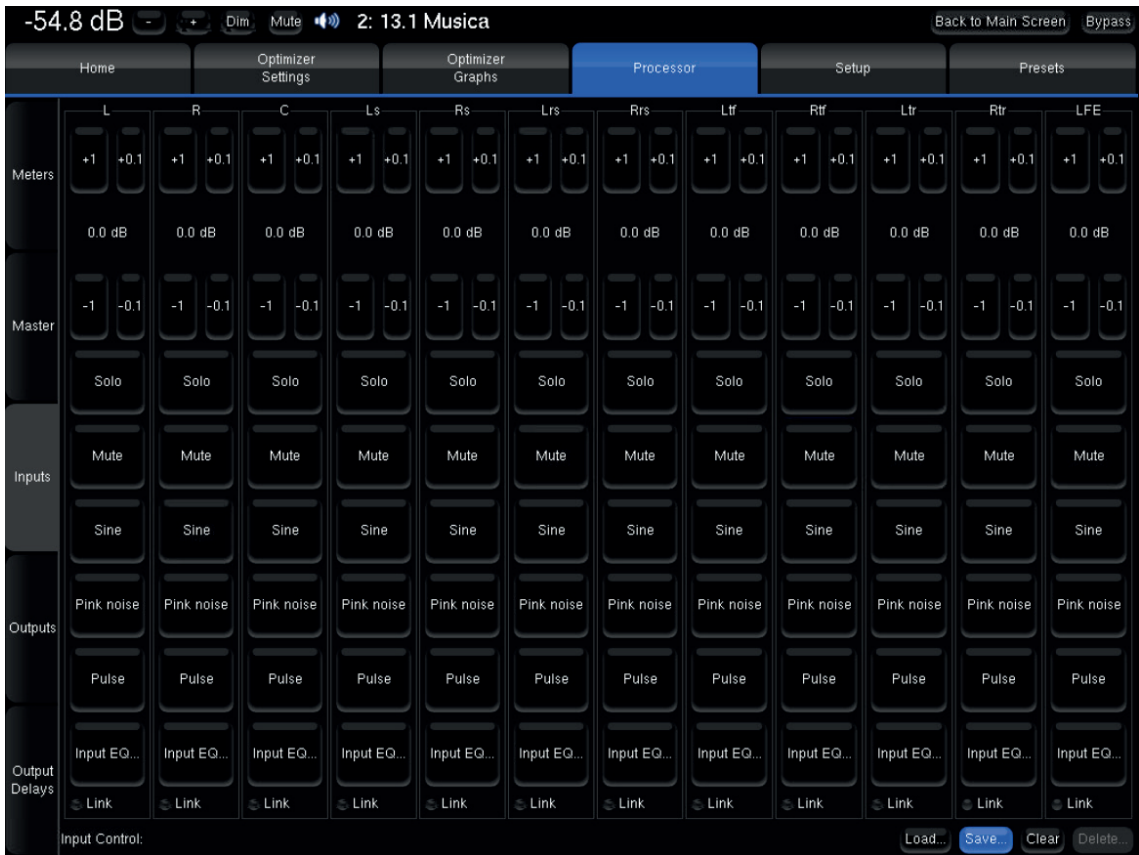 -54.8 dB - + Dim Mute 2: 13.1 Musica Back to Main Screen Bypass
Home Optimizer Settings Optimizer Graphs Processor Setup Presets
L R C Ls Rs Lrs Rrs Ltf Rtf Ltr Rtr LFE
Meters +1 +0.1 +1 +0.1 +1 +0.1 +1 +0.1 +1 +0.1 +1 +0.1 +1 +0.1 +1 +0.1 +1 +0.1 +1 +0.1 +1 +0.1 +1 +0.1
0.0 dB 0.0 dB 0.0 dB 0.0 dB 0.0 dB 0.0 dB 0.0 dB 0.0 dB 0.0 dB 0.0 dB 0.0 dB 0.0 dB
Master -1 -0.1 -1 -0.1 -1 -0.1 -1 -0.1 -1 -0.1 -1 -0.1 -1 -0.1 -1 -0.1 -1 -0.1 -1 -0.1 -1 -0.1 -1 -0.1
Solo Solo Solo Solo Solo Solo Solo Solo Solo Solo Solo Solo
Inputs Mute Mute Mute Mute Mute Mute Mute Mute Mute Mute Mute Mute
Sine Sine Sine Sine Sine Sine Sine Sine Sine Sine Sine Sine
Outputs Pink noise Pink noise Pink noise Pink noise Pink noise Pink noise Pink noise Pink noise Pink noise Pink noise Pink noise Pink noise
Pulse Pulse Pulse Pulse Pulse Pulse Pulse Pulse Pulse Pulse Pulse Pulse
Output Delays Input EQ... Input EQ... Input EQ... Input EQ... Input EQ... Input EQ... Input EQ... Input EQ... Input EQ... Input EQ... Input EQ... Input EQ...
Link Link Link Link Link Link Link Link Link Link Link Link
Input Control: Load... Save... Clear Delete...